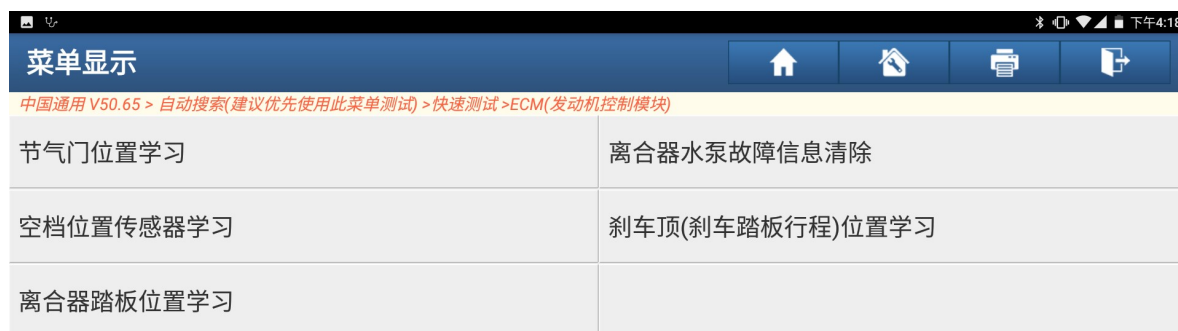 下午4:18
菜单显示
中国通用 V50.65 > 自动搜索(建议优先使用此菜单测试) >快速测试 >ECM(发动机控制模块)
节气门位置学习
离合器水泵故障信息清除
空档位置传感器学习
刹车顶(刹车踏板行程)位置学习
离合器踏板位置学习